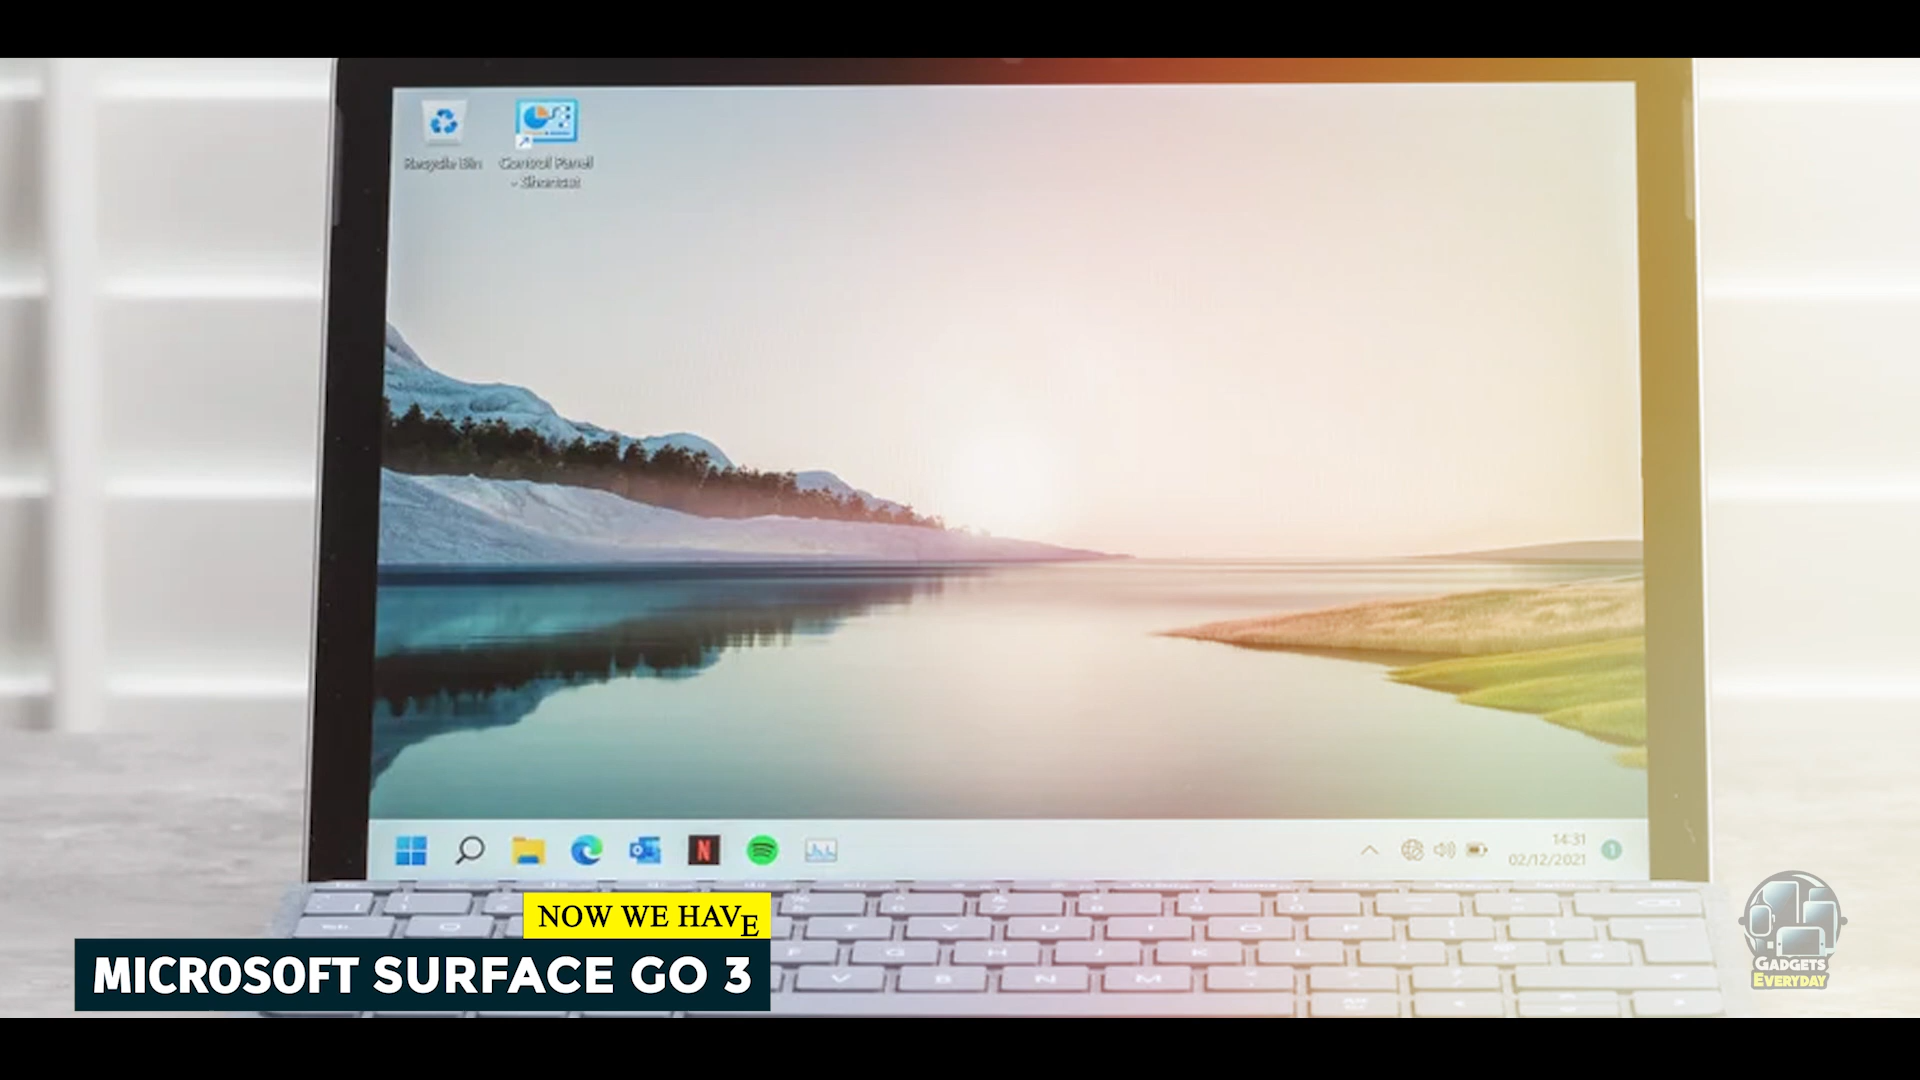 Recycle Bin
Control Panel
- Shortcut
N
14:31
02/12/2021
1
NOW WE HAVE
MICROSOFT SURFACE GO 3
GADGETS
EVERYDAY